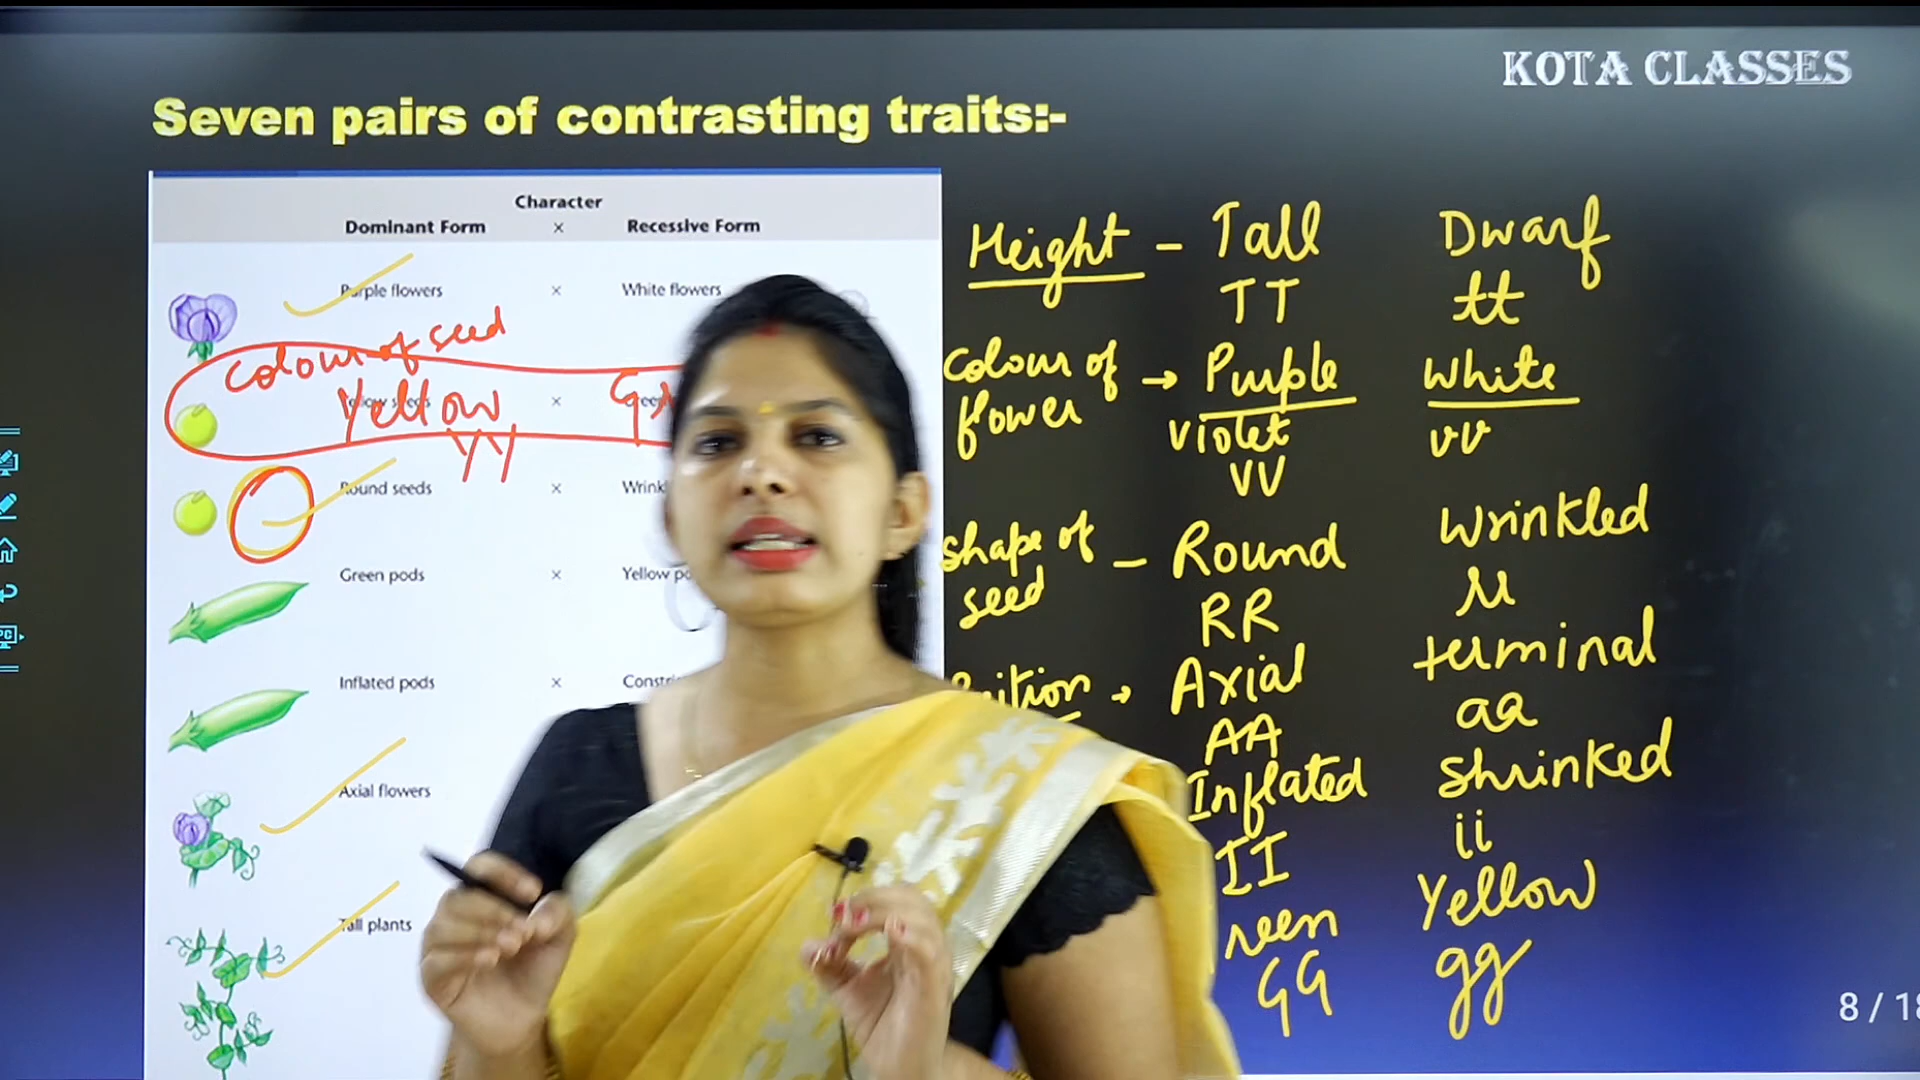 KOTA CLASSES
Seven pairs of contrasting traits:-
Character
Dominant Form × Recessive Form
Purple flowers × White flowers
colour of seed
Yellow
YY
×
Round seeds ×
Green pods × Yellow
Inflated pods ×
Axial flowers
Tall plants
Height - Tall Dwarf
TT tt
Colour of flower → Purple White
violet
VV vv
Shape of seed - Round Wrinkled
RR rr
→ Axial terminal
AA aa
Inflated Shrinked
II ii
Yellow
GG gg
8 / 18